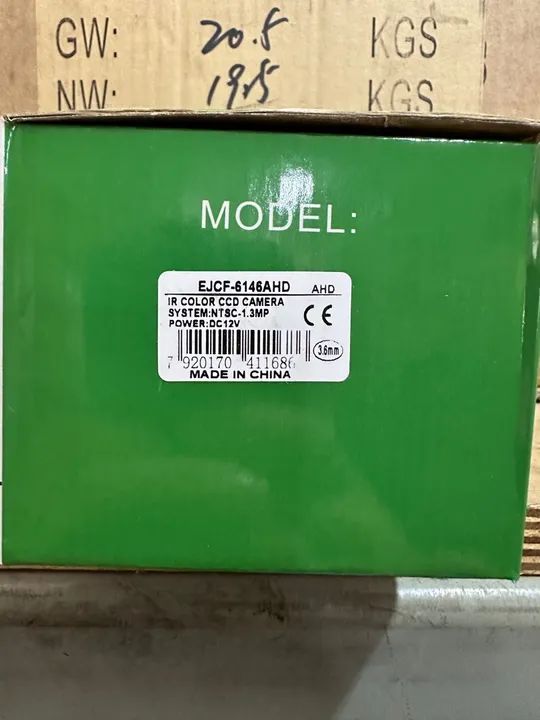 GW: 20.5 KGS
NW: 19.5 KGS
MODEL:
EJCF-6146AHD AHD
IR COLOR CCD CAMERA
SYSTEM:NTSC-1.3MP
POWER:DC12V
CE
3.6mm
7 920170 411686
MADE IN CHINA